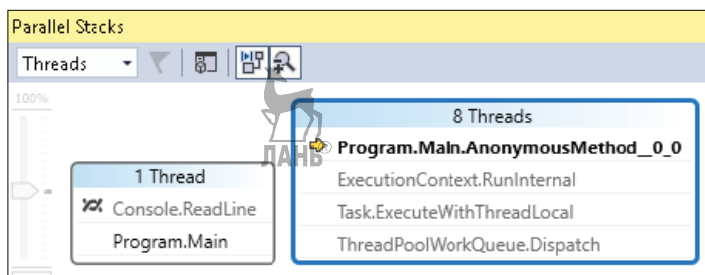 Parallel Stacks
Threads
100%
8 Threads
Program.Main.AnonymousMethod__0_0
ExecutionContext.RunInternal
Task.ExecuteWithThreadLocal
ThreadPoolWorkQueue.Dispatch
1 Thread
Console.ReadLine
Program.Main
ЛАНЬ®